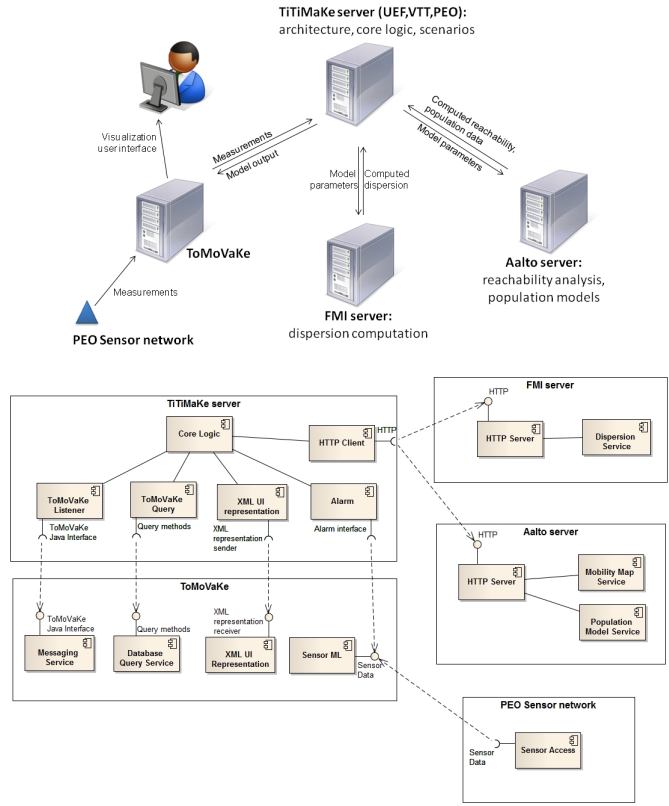 TiTiMaKe server (UEF,VTT,PEO):
architecture, core logic, scenarios
Visualization
user interface
Measurements
Model output
Computed reachability,
population data
Model parameters
Model
parameters
Computed
dispersion
ToMoVaKe
Measurements
PEO Sensor network
FMI server:
dispersion computation
Aalto server:
reachability analysis,
population models
TiTiMaKe server
Core Logic
HTTP Client
HTTP
ToMoVaKe
Listener
ToMoVaKe
Query
XML UI
representation
Alarm
ToMoVaKe
Java Interface
Query methods
XML
representation
sender
Alarm interface
ToMoVaKe
ToMoVaKe
Java Interface
Query methods
XML
representation
receiver
Messaging
Service
Database
Query Service
XML UI
Representation
Sensor ML
Sensor
Data
FMI server
HTTP
HTTP Server
Dispersion
Service
Aalto server
HTTP
HTTP Server
Mobility Map
Service
Population
Model Service
PEO Sensor network
Sensor
Data
Sensor Access